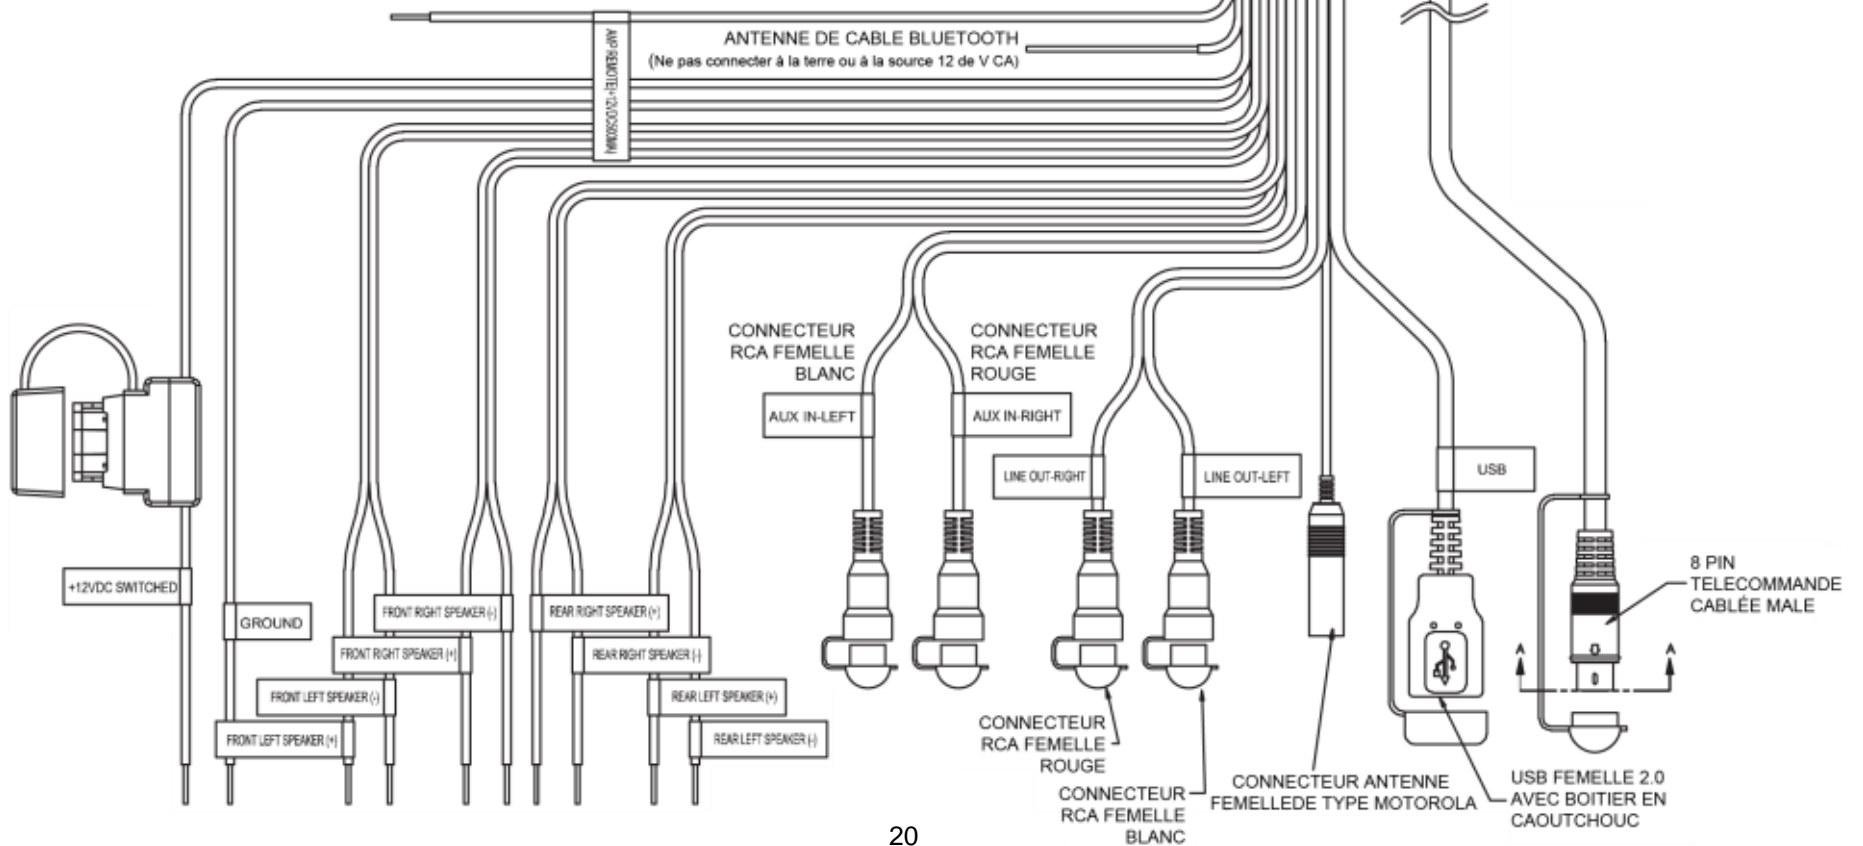 ANTENNE DE CABLE BLUETOOTH
(Ne pas connecter à la terre ou à la source 12 de V CA)
AMP REMOTE(+12VDC500MA)
CONNECTEUR
RCA FEMELLE
BLANC
CONNECTEUR
RCA FEMELLE
ROUGE
AUX IN-LEFT
AUX IN-RIGHT
LINE OUT-RIGHT
LINE OUT-LEFT
USB
+12VDC SWITCHED
GROUND
FRONT RIGHT SPEAKER (-)
REAR RIGHT SPEAKER (+)
FRONT RIGHT SPEAKER (+)
REAR RIGHT SPEAKER (-)
FRONT LEFT SPEAKER (-)
REAR LEFT SPEAKER (+)
FRONT LEFT SPEAKER (+)
REAR LEFT SPEAKER (-)
8 PIN
TELECOMMANDE
CABLÉE MALE
A
A
CONNECTEUR
RCA FEMELLE
ROUGE
CONNECTEUR
RCA FEMELLE
BLANC
CONNECTEUR ANTENNE
FEMELLEDE TYPE MOTOROLA
USB FEMELLE 2.0
AVEC BOITIER EN
CAOUTCHOUC
20